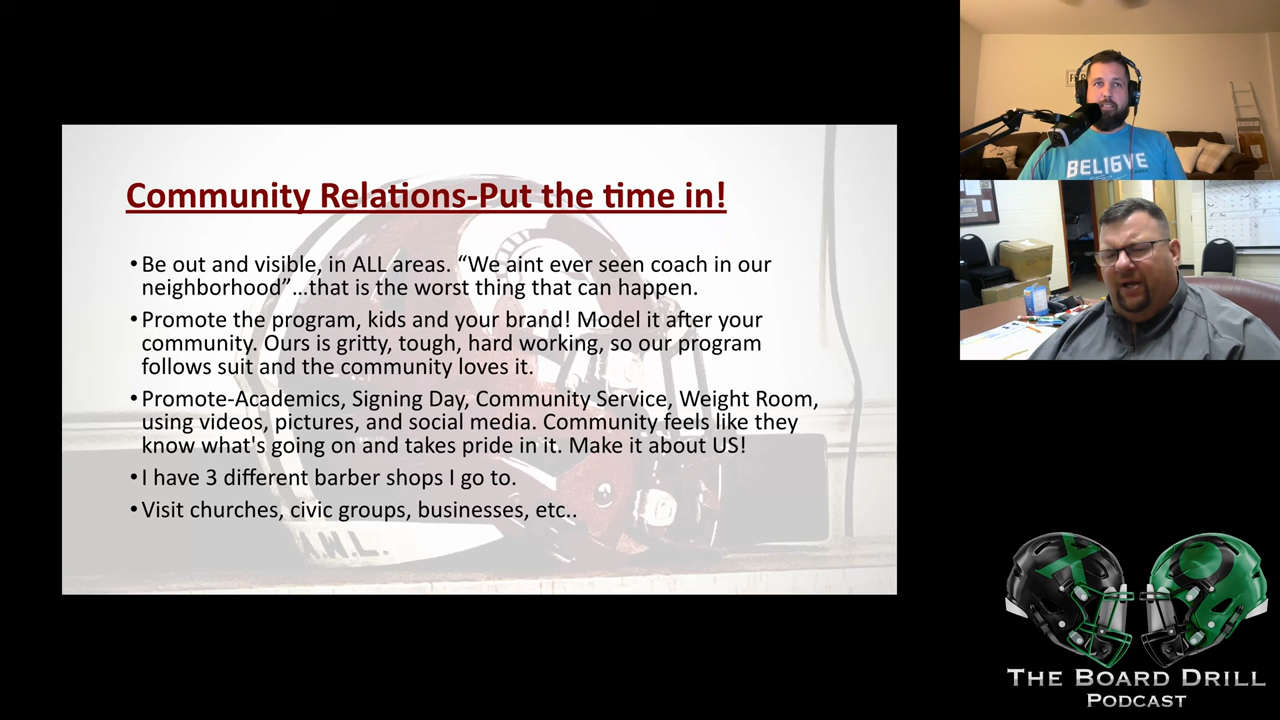 Community Relations-Put the time in!
•Be out and visible, in ALL areas. “We aint ever seen coach in our
neighborhood”…that is the worst thing that can happen.
•Promote the program, kids and your brand! Model it after your
community. Ours is gritty, tough, hard working, so our program
follows suit and the community loves it.
•Promote-Academics, Signing Day, Community Service, Weight Room,
using videos, pictures, and social media. Community feels like they
know what's going on and takes pride in it. Make it about US!
•I have 3 different barber shops I go to.
•Visit churches, civic groups, businesses, etc..
BELIGVE
THE BOARD DRILL
PODCAST